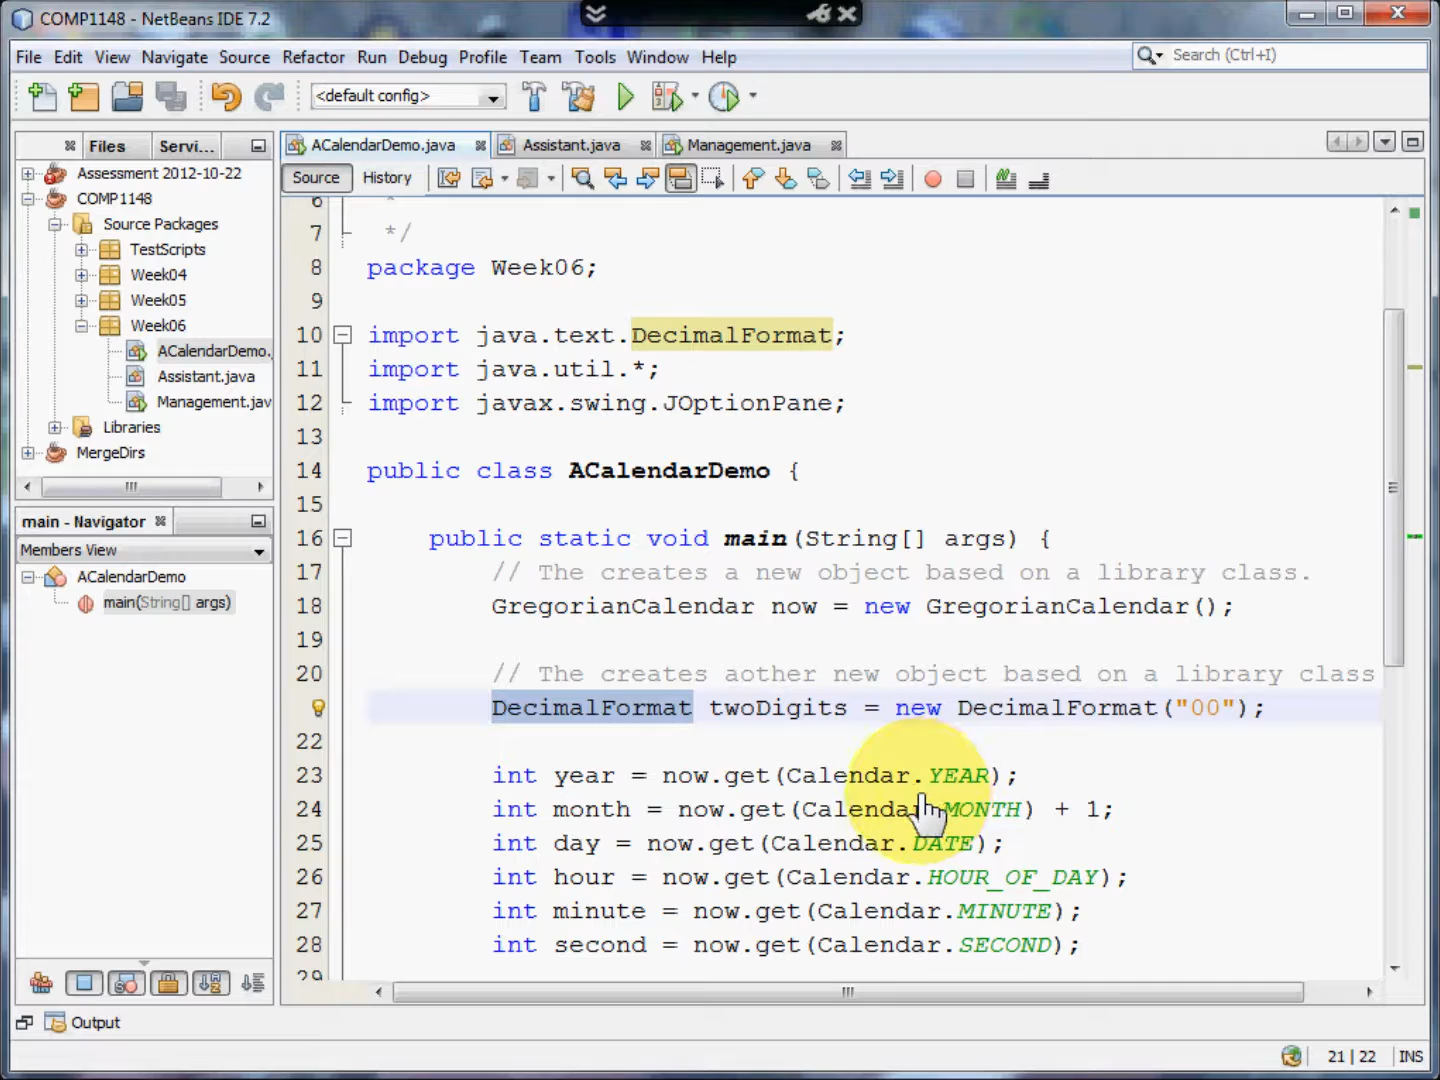 COMP1148 - NetBeans IDE 7.2
File Edit View Navigate Source Refactor Run Debug Profile Team Tools Window Help
Search (Ctrl+I)
<default config>
Files Servi...
Assessment 2012-10-22
COMP1148
Source Packages
TestScripts
Week04
Week05
Week06
ACalendarDemo.
Assistant.java
Management.jav
Libraries
MergeDirs
main - Navigator
Members View
ACalendarDemo
main(String[] args)
ACalendarDemo.java Assistant.java Management.java
Source History
6 *
7 */
8 package Week06;
9
10 import java.text.DecimalFormat;
11 import java.util.*;
12 import javax.swing.JOptionPane;
13
14 public class ACalendarDemo {
15
16 public static void main(String[] args) {
17 // The creates a new object based on a library class.
18 GregorianCalendar now = new GregorianCalendar();
19
20 // The creates aother new object based on a library class
DecimalFormat twoDigits = new DecimalFormat("00");
22
23 int year = now.get(Calendar.YEAR);
24 int month = now.get(Calendar.MONTH) + 1;
25 int day = now.get(Calendar.DATE);
26 int hour = now.get(Calendar.HOUR_OF_DAY);
27 int minute = now.get(Calendar.MINUTE);
28 int second = now.get(Calendar.SECOND);
29
Output
21 | 22 INS